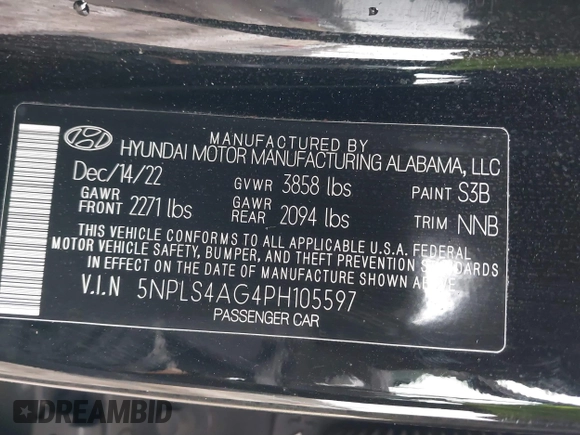 MANUFACTURED BY
HYUNDAI MOTOR MANUFACTURING ALABAMA, LLC
Dec/14/22 GVWR 3858 lbs PAINT S3B
GAWR FRONT 2271 lbs GAWR REAR 2094 lbs TRIM NNB
THIS VEHICLE CONFORMS TO ALL APPLICABLE U.S.A. FEDERAL
MOTOR VEHICLE SAFETY, BUMPER, AND THEFT PREVENTION STANDARDS
IN EFFECT ON THE DATE OF MANUFACTURE SHOWN ABOVE.
V.I.N 5NPLS4AG4PH105597
PASSENGER CAR
DREAMBID